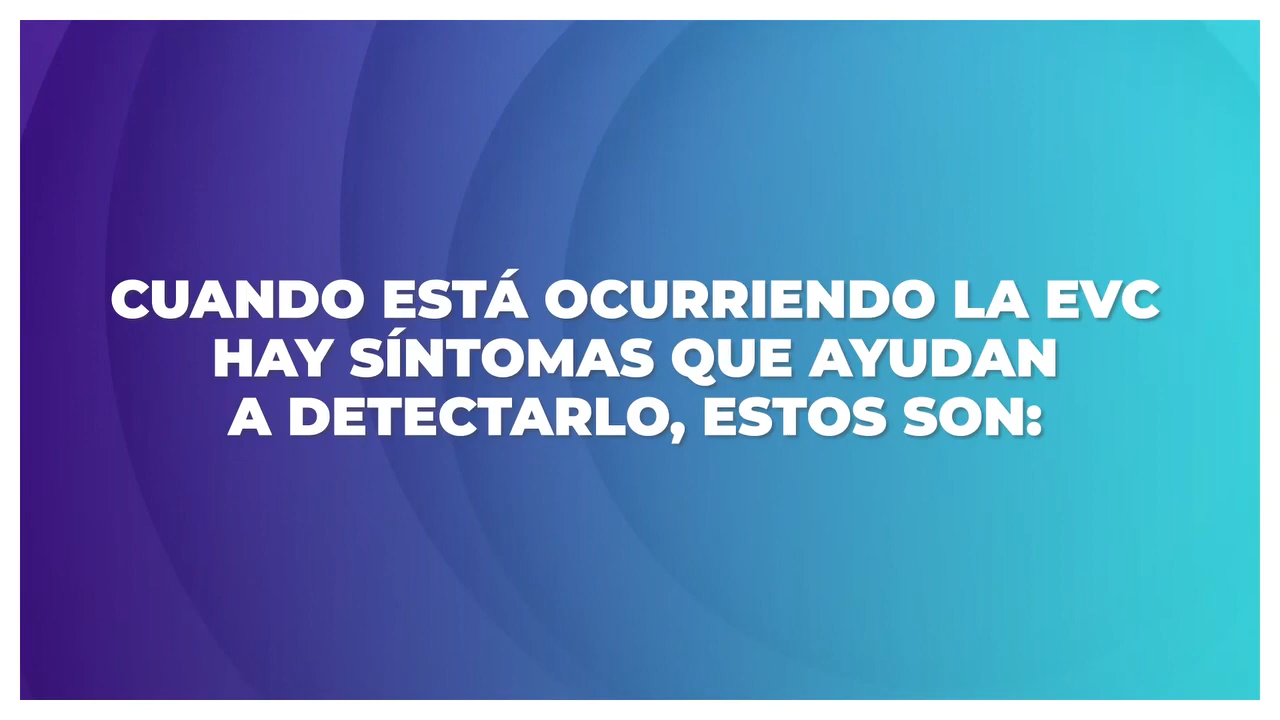 CUANDO ESTÁ OCURRIENDO LA EVC
HAY SÍNTOMAS QUE AYUDAN
A DETECTARLO, ESTOS SON: